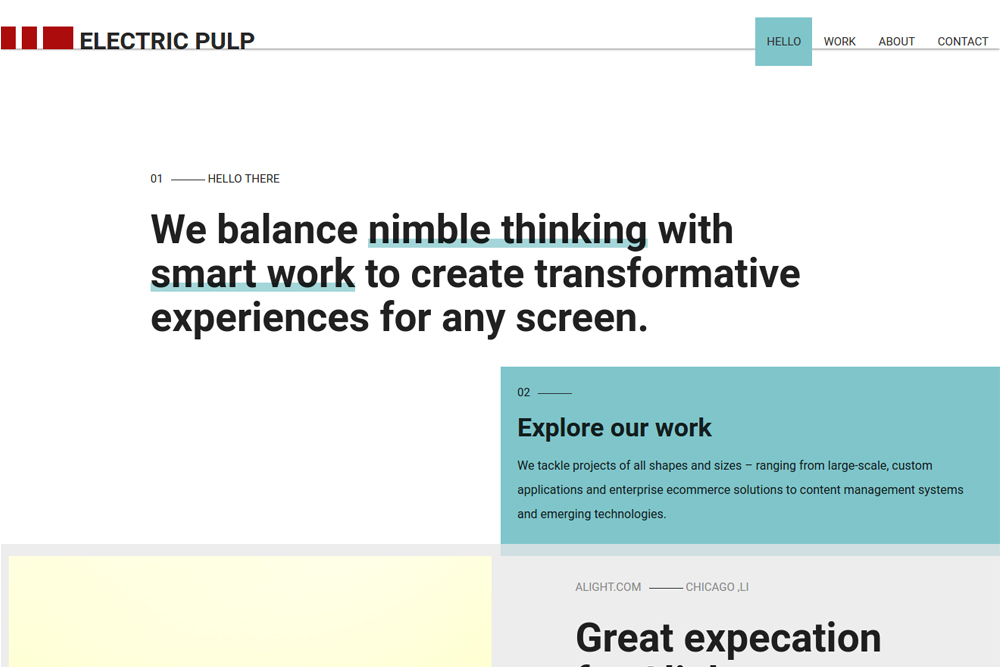 ELECTRIC PULP
HELLO WORK ABOUT CONTACT
01 HELLO THERE
We balance nimble thinking with
smart work to create transformative
experiences for any screen.
02
Explore our work
We tackle projects of all shapes and sizes – ranging from large-scale, custom
applications and enterprise ecommerce solutions to content management systems
and emerging technologies.
ALIGHT.COM CHICAGO ,LI
Great expecation